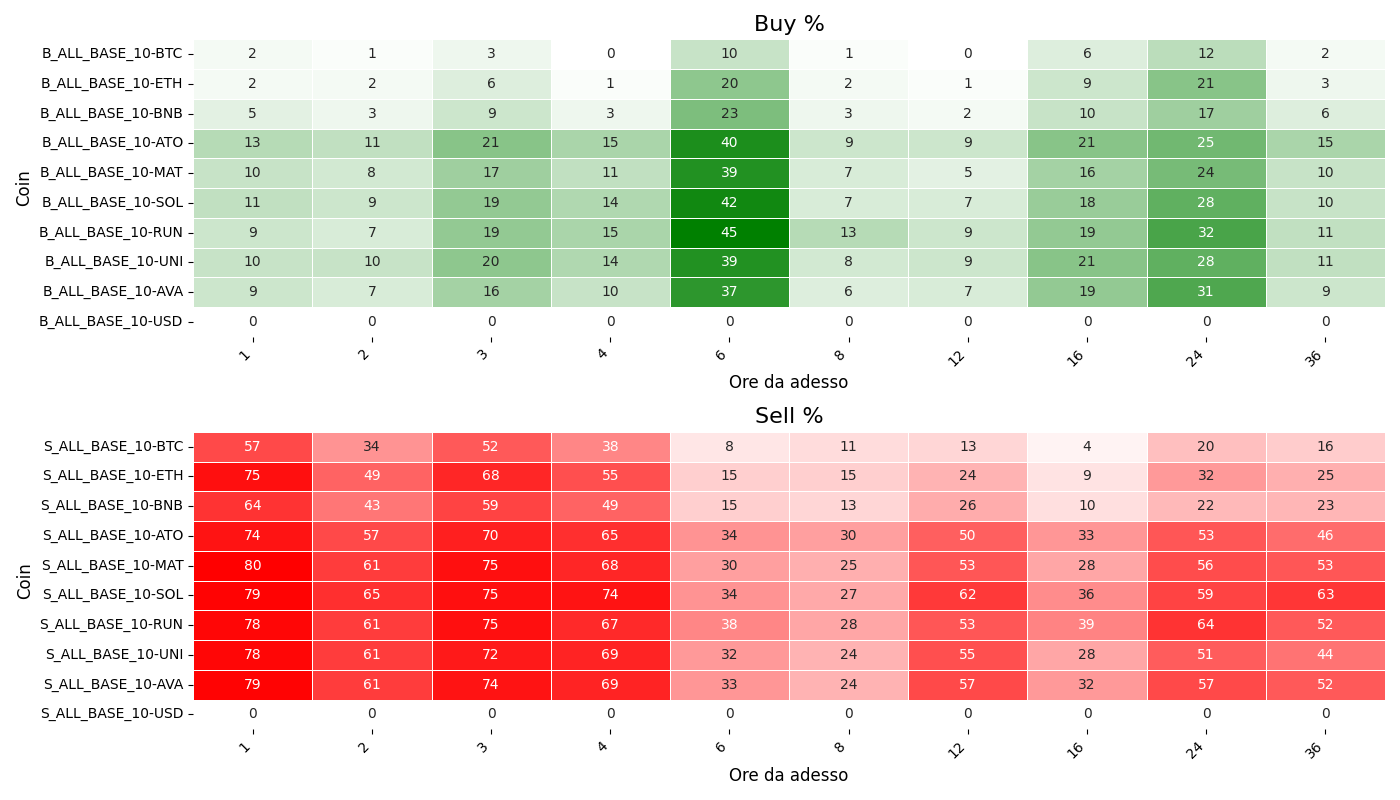 Buy %
Coin
B_ALL_BASE_10-BTC 2 1 3 0 10 1 0 6 12 2
B_ALL_BASE_10-ETH 2 2 6 1 20 2 1 9 21 3
B_ALL_BASE_10-BNB 5 3 9 3 23 3 2 10 17 6
B_ALL_BASE_10-ATO 13 11 21 15 40 9 9 21 25 15
B_ALL_BASE_10-MAT 10 8 17 11 39 7 5 16 24 10
B_ALL_BASE_10-SOL 11 9 19 14 42 7 7 18 28 10
B_ALL_BASE_10-RUN 9 7 19 15 45 13 9 19 32 11
B_ALL_BASE_10-UNI 10 10 20 14 39 8 9 21 28 11
B_ALL_BASE_10-AVA 9 7 16 10 37 6 7 19 31 9
B_ALL_BASE_10-USD 0 0 0 0 0 0 0 0 0 0
1 2 3 4 6 8 12 16 24 36
Ore da adesso
Sell %
Coin
S_ALL_BASE_10-BTC 57 34 52 38 8 11 13 4 20 16
S_ALL_BASE_10-ETH 75 49 68 55 15 15 24 9 32 25
S_ALL_BASE_10-BNB 64 43 59 49 15 13 26 10 22 23
S_ALL_BASE_10-ATO 74 57 70 65 34 30 50 33 53 46
S_ALL_BASE_10-MAT 80 61 75 68 30 25 53 28 56 53
S_ALL_BASE_10-SOL 79 65 75 74 34 27 62 36 59 63
S_ALL_BASE_10-RUN 78 61 75 67 38 28 53 39 64 52
S_ALL_BASE_10-UNI 78 61 72 69 32 24 55 28 51 44
S_ALL_BASE_10-AVA 79 61 74 69 33 24 57 32 57 52
S_ALL_BASE_10-USD 0 0 0 0 0 0 0 0 0 0
1 2 3 4 6 8 12 16 24 36
Ore da adesso